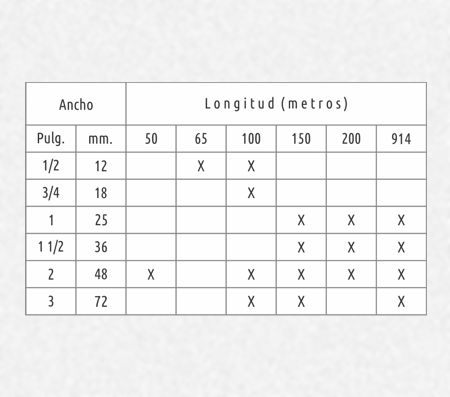 Ancho Longitud (metros)
Pulg. mm. 50 65 100 150 200 914
1/2 12 X X
3/4 18 X
1 25 X X X
1 1/2 36 X X X
2 48 X X X X X
3 72 X X X